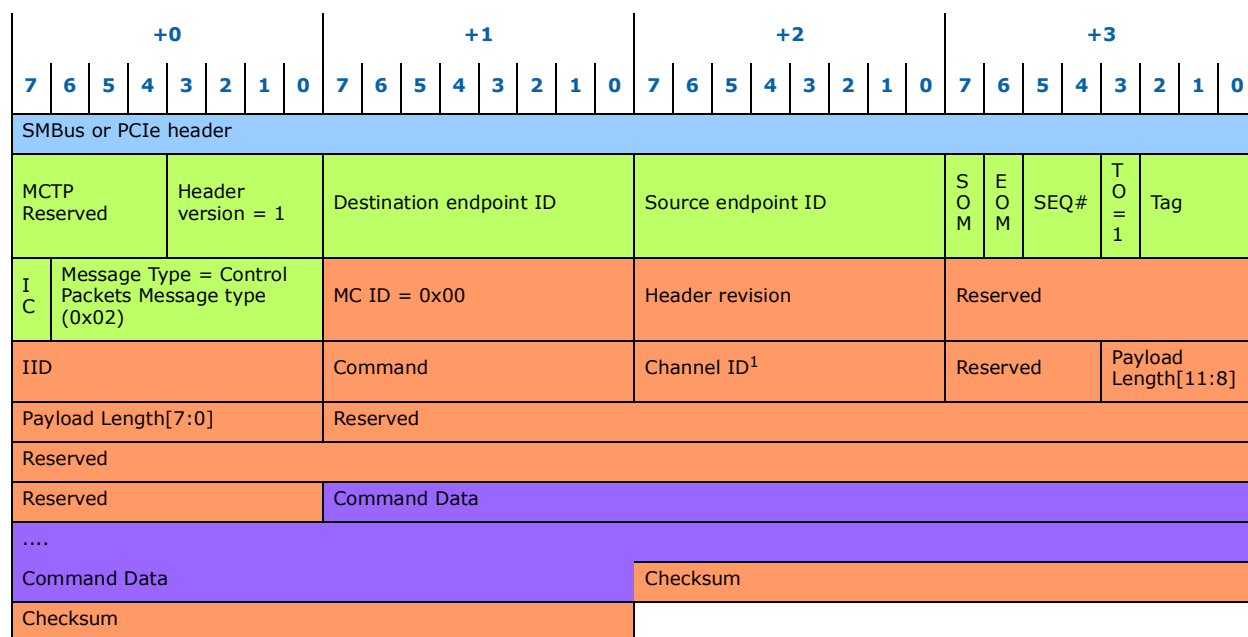 +0 +1 +2 +3
7 6 5 4 3 2 1 0 7 6 5 4 3 2 1 0 7 6 5 4 3 2 1 0 7 6 5 4 3 2 1 0
SMBus or PCIe header
MCTP
Reserved
Header
version = 1
Destination endpoint ID
Source endpoint ID
S
O
M
E
O
M
SEQ#
T
O
=
1
Tag
I
C
Message Type = Control
Packets Message type
(0x02)
MC ID = 0x00
Header revision
Reserved
IID
Command
Channel ID1
Reserved
Payload
Length[11:8]
Payload Length[7:0]
Reserved
Reserved
Reserved
Command Data
....
Command Data
Checksum
Checksum